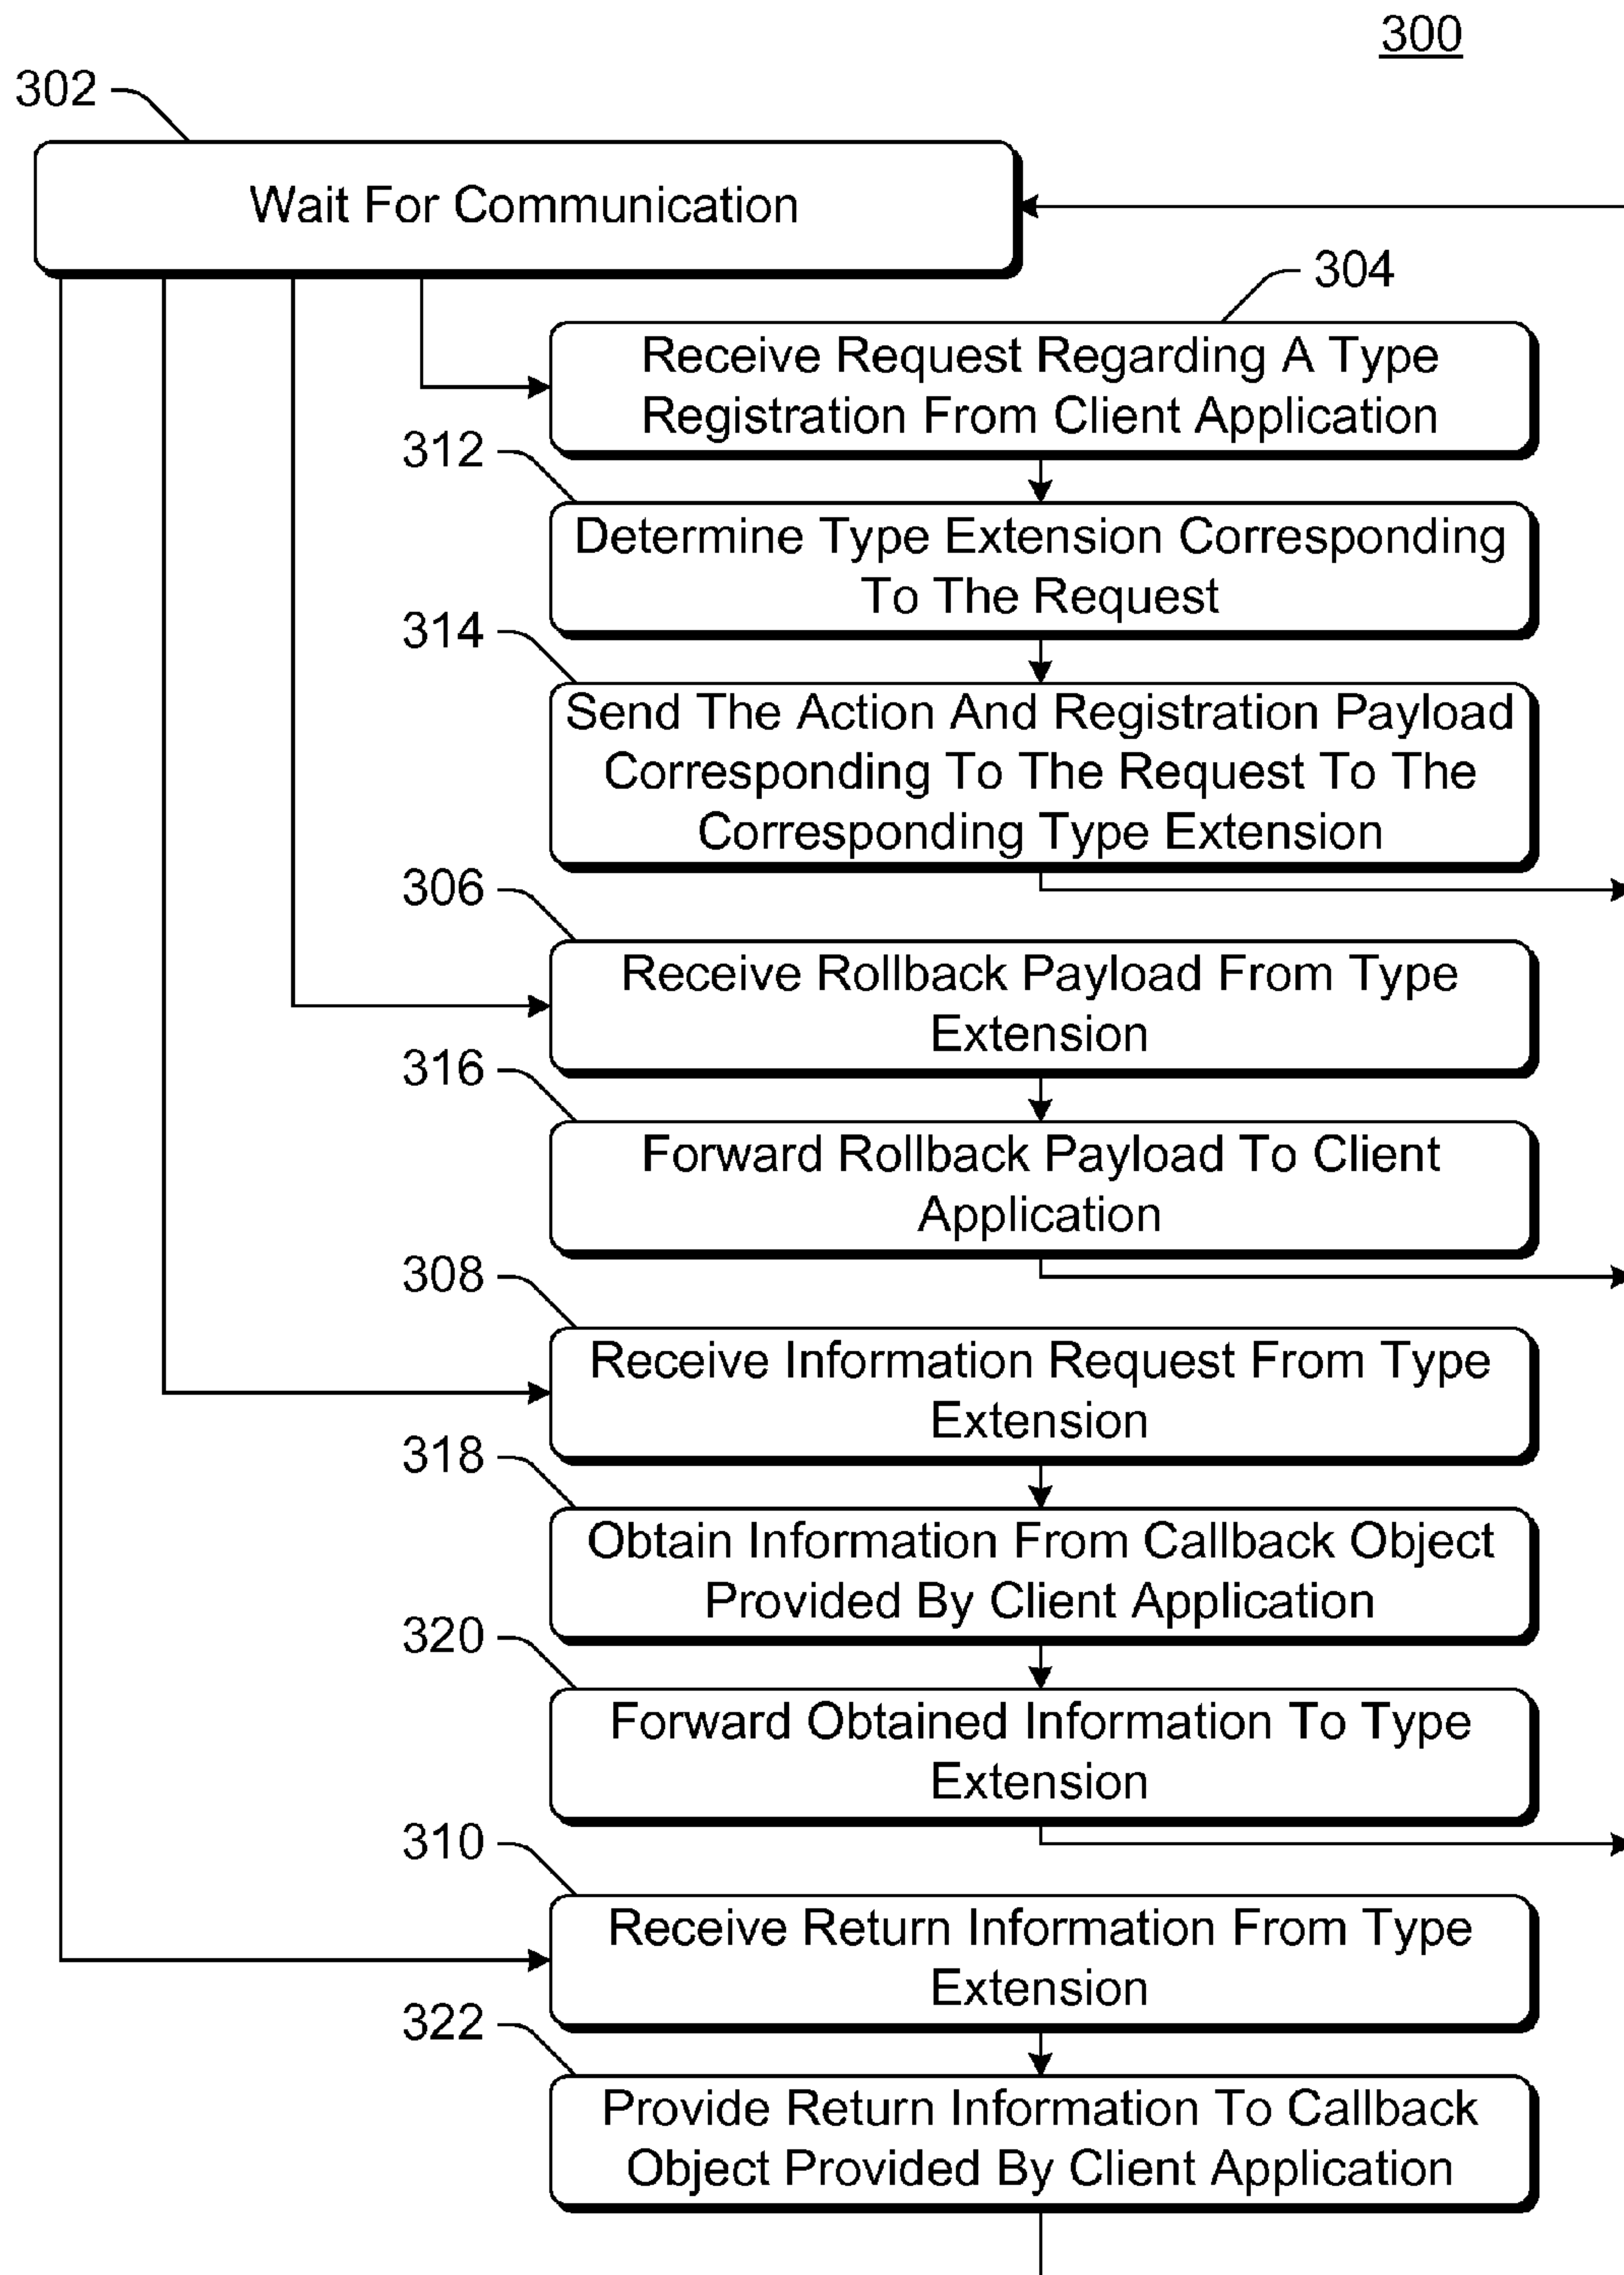 300
302
Wait For Communication
304
Receive Request Regarding A Type
Registration From Client Application
312
Determine Type Extension Corresponding
To The Request
314
Send The Action And Registration Payload
Corresponding To The Request To The
Corresponding Type Extension
306
Receive Rollback Payload From Type
Extension
316
Forward Rollback Payload To Client
Application
308
Receive Information Request From Type
Extension
318
Obtain Information From Callback Object
Provided By Client Application
320
Forward Obtained Information To Type
Extension
310
Receive Return Information From Type
Extension
322
Provide Return Information To Callback
Object Provided By Client Application